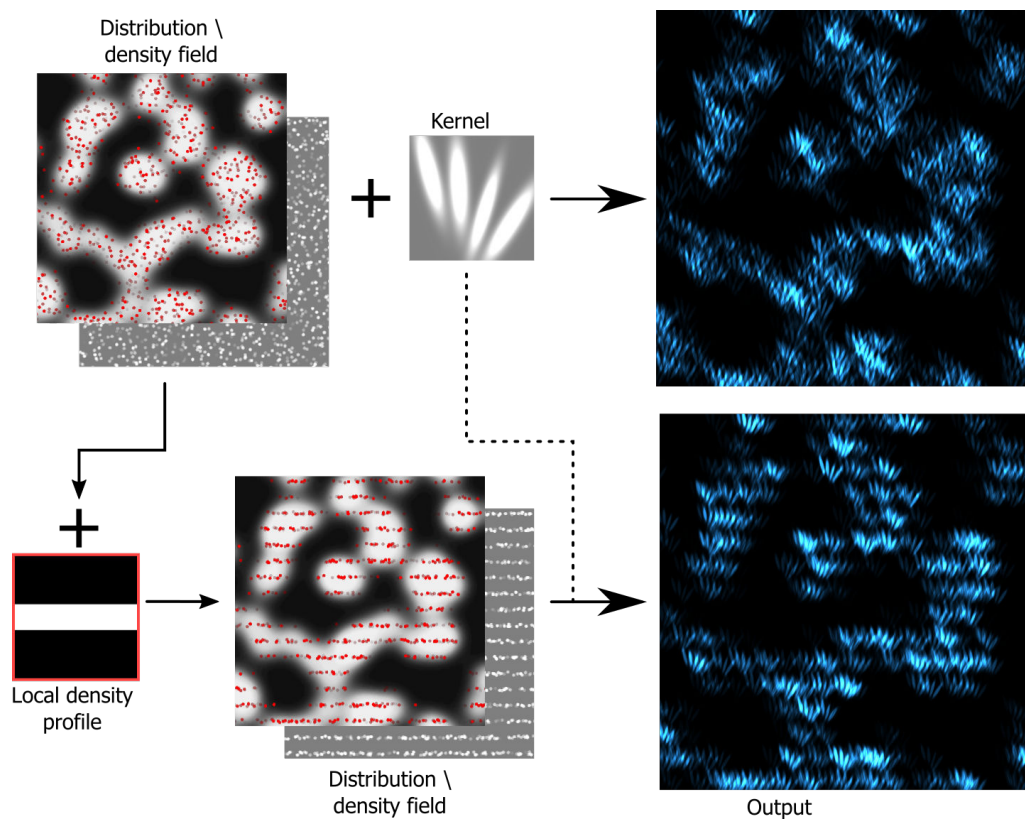 Distribution \
density field
Kernel
Local density
profile
Distribution \
density field
Output